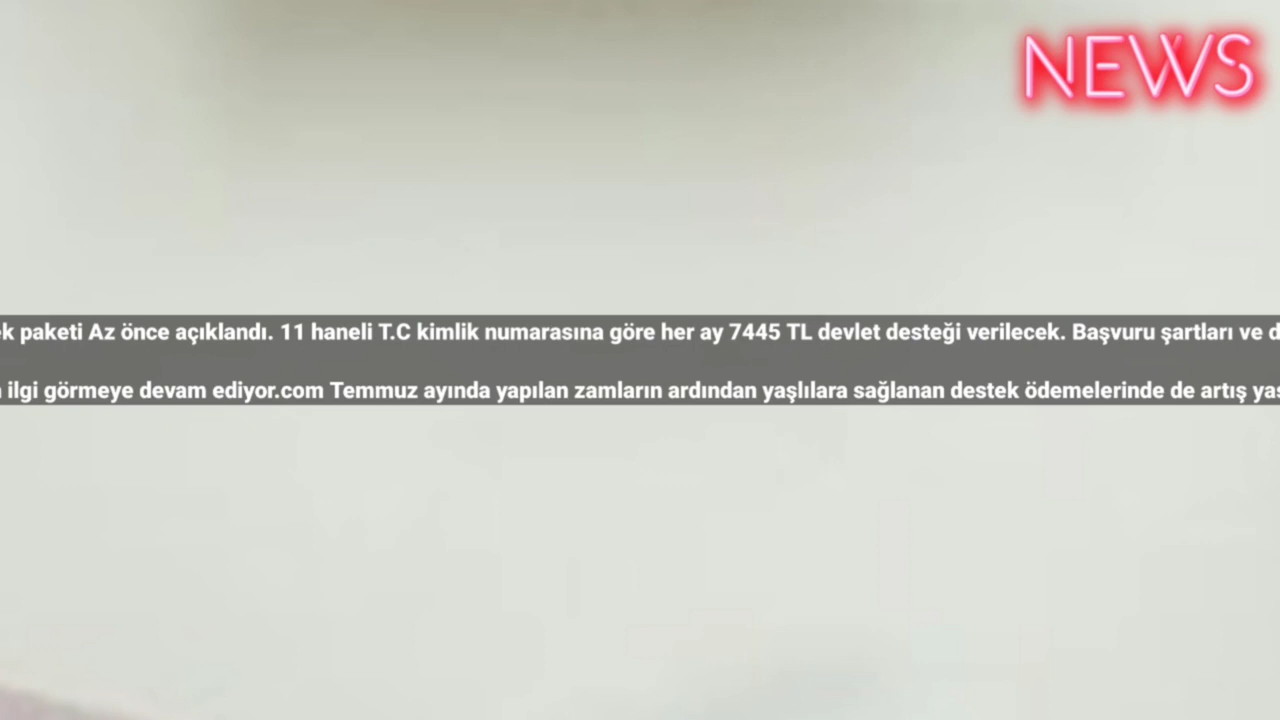 NEWS
paketi Az önce açıklandı. 11 haneli T.C kimlik numarasına göre her ay 7445 TL devlet desteği verilecek. Başvuru şartları ve
ilgi görmeye devam ediyor.com Temmuz ayında yapılan zamların ardından yaşlılara sağlanan destek ödemelerinde de artış